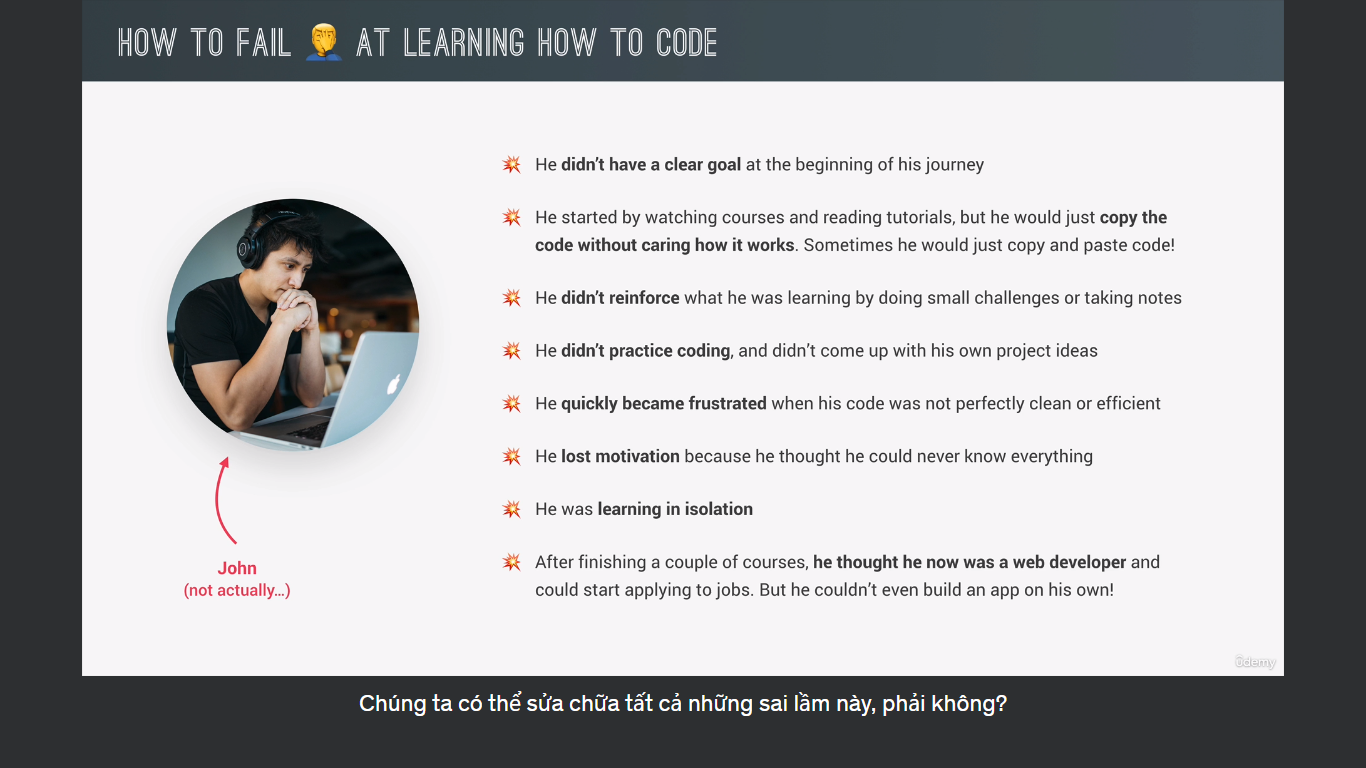 HOW TO FAIL 🤦‍♂️ AT LEARNING HOW TO CODE
He didn’t have a clear goal at the beginning of his journey
He started by watching courses and reading tutorials, but he would just copy the
code without caring how it works. Sometimes he would just copy and paste code!
He didn’t reinforce what he was learning by doing small challenges or taking notes
He didn’t practice coding, and didn’t come up with his own project ideas
He quickly became frustrated when his code was not perfectly clean or efficient
He lost motivation because he thought he could never know everything
He was learning in isolation
After finishing a couple of courses, he thought he now was a web developer and
could start applying to jobs. But he couldn’t even build an app on his own!
John
(not actually…)
ûdemy
Chúng ta có thể sửa chữa tất cả những sai lầm này, phải không?